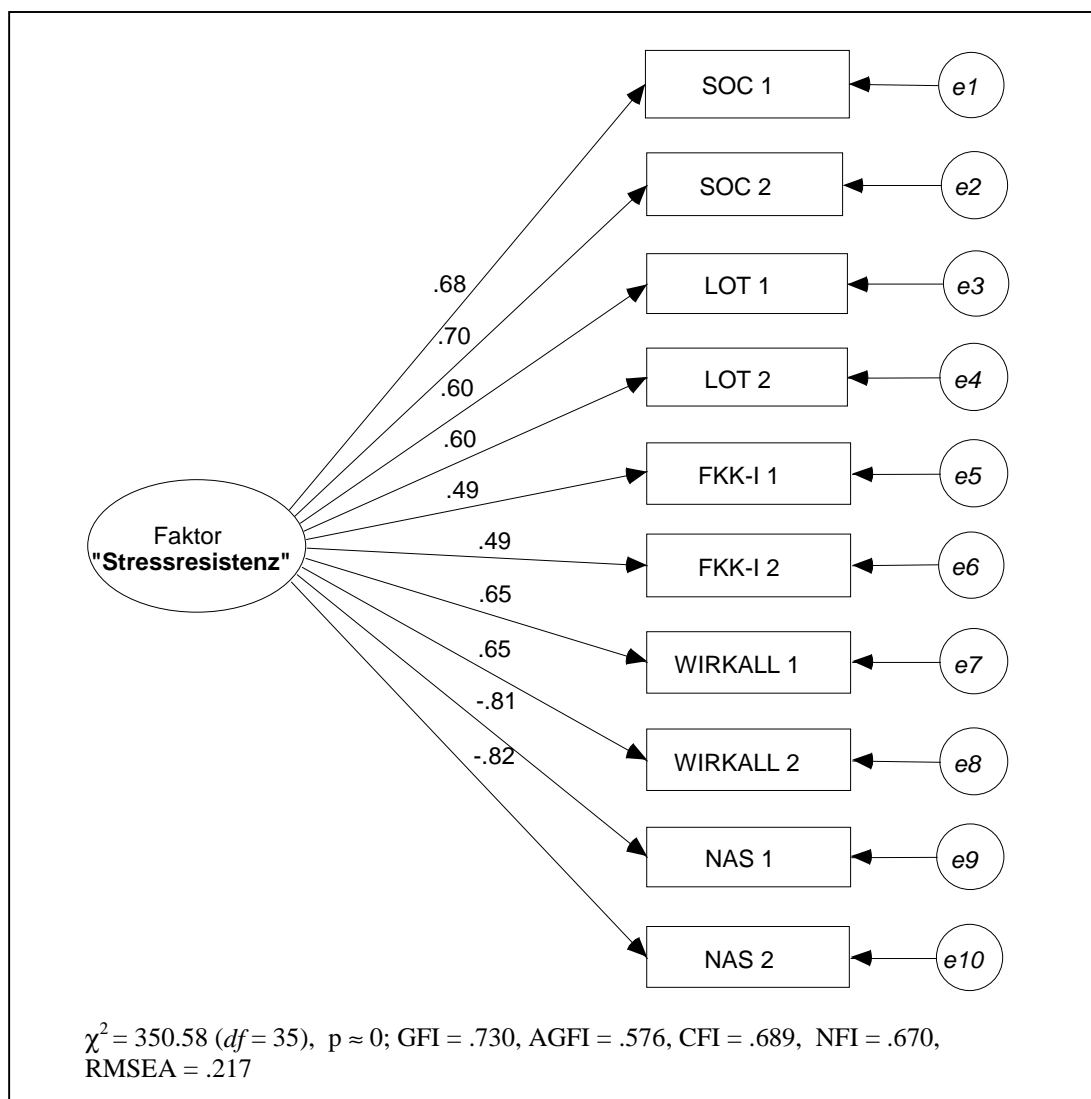 SOC 1
e1
SOC 2
e2
LOT 1
e3
.68
.70
LOT 2
e4
.60
.60
FKK-I 1
e5
.49
Faktor
"Stressresistenz"
.49
FKK-I 2
e6
.65
WIRKALL 1
e7
.65
-.81
WIRKALL 2
e8
-.82
NAS 1
e9
NAS 2
e10
χ² = 350.58 (df = 35), p ≈ 0; GFI = .730, AGFI = .576, CFI = .689, NFI = .670,
RMSEA = .217